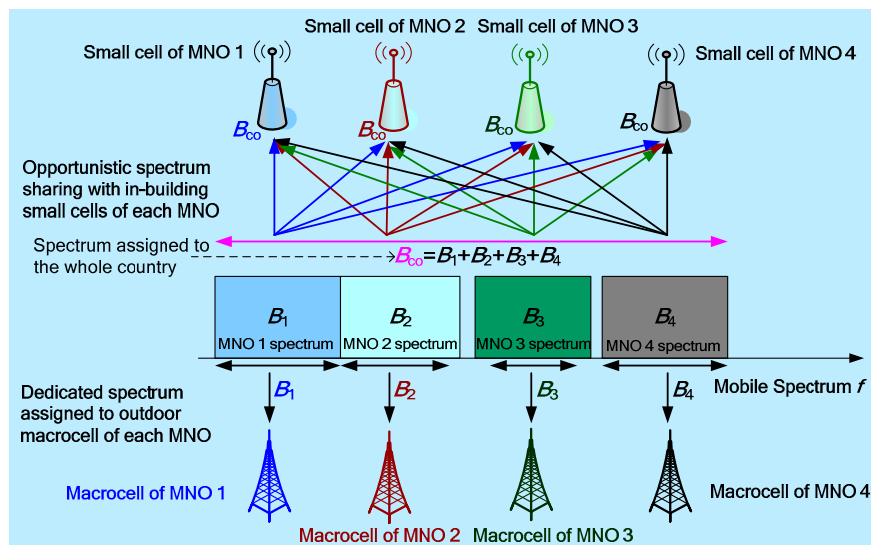 Small cell of MNO 1
Small cell of MNO 2
Small cell of MNO 3
Small cell of MNO 4
Bco
Bco
Bco
Bco
Opportunistic spectrum
sharing with in-building
small cells of each MNO
Spectrum assigned to
the whole country
Bco=B1+B2+B3+B4
B1
MNO 1 spectrum
B2
MNO 2 spectrum
B3
MNO 3 spectrum
B4
MNO 4 spectrum
Mobile Spectrum f
Dedicated spectrum
assigned to outdoor
macrocell of each MNO
B1
B2
B3
B4
Macrocell of MNO 1
Macrocell of MNO 2
Macrocell of MNO 3
Macrocell of MNO 4